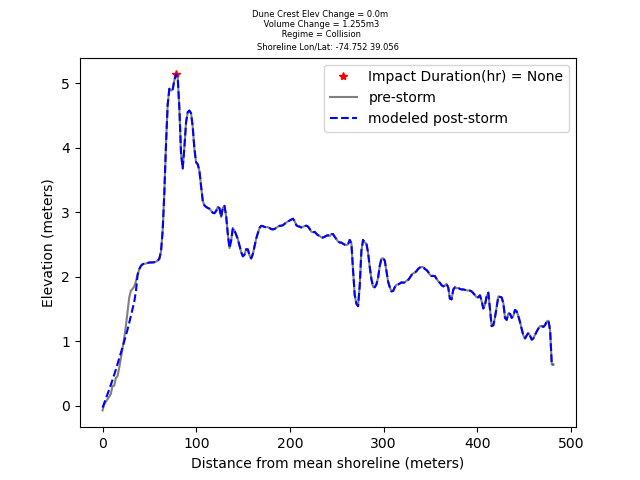 Dune Crest Elev Change = 0.0m
Volume Change = 1.255m3
Regime = Collision
Shoreline Lon/Lat: -74.752 39.056
Impact Duration(hr) = None
pre-storm
modeled post-storm
Elevation (meters)
5
4
3
2
1
0
0 100 200 300 400 500
Distance from mean shoreline (meters)